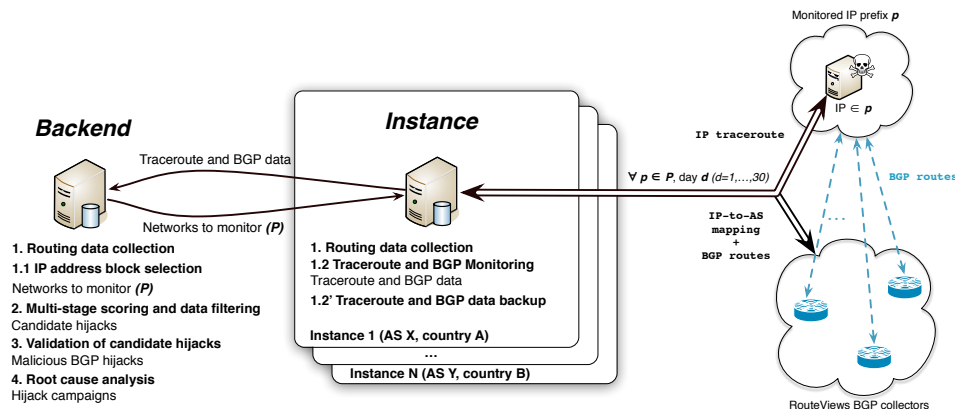 Backend
Traceroute and BGP data
Networks to monitor (P)
1. Routing data collection
1.1 IP address block selection
Networks to monitor (P)
2. Multi-stage scoring and data filtering
Candidate hijacks
3. Validation of candidate hijacks
Malicious BGP hijacks
4. Root cause analysis
Hijack campaigns
Instance
1. Routing data collection
1.2 Traceroute and BGP Monitoring
Traceroute and BGP data
1.2' Traceroute and BGP data backup
Instance 1 (AS X, country A)
...
Instance N (AS Y, country B)
∀ p ∈ P, day d (d=1,...,30)
Monitored IP prefix p
IP ∈ p
IP traceroute
BGP routes
IP-to-AS
mapping
+
BGP routes
...
RouteViews BGP collectors